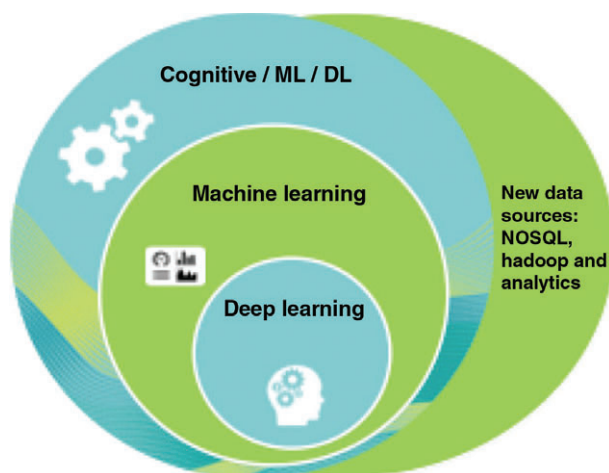 Cognitive / ML / DL
Machine learning
New data
sources:
NOSQL,
hadoop and
analytics
Deep learning